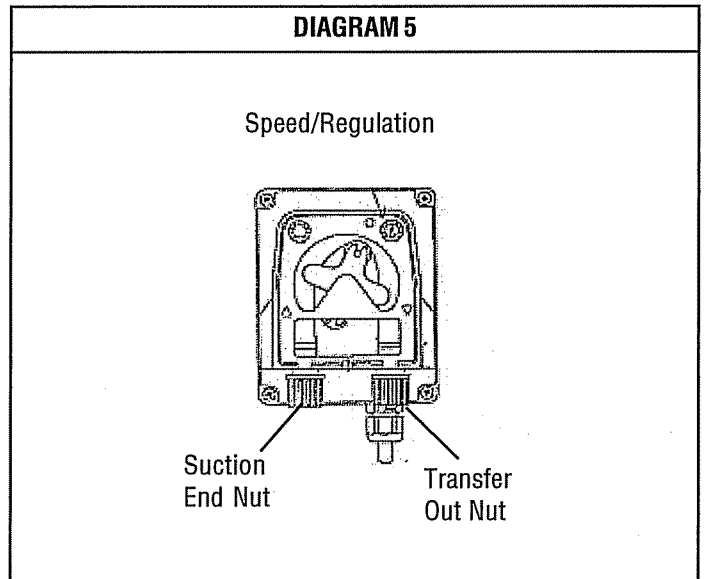 DIAGRAM 5
Speed/Regulation
Suction
End Nut
Transfer
Out Nut